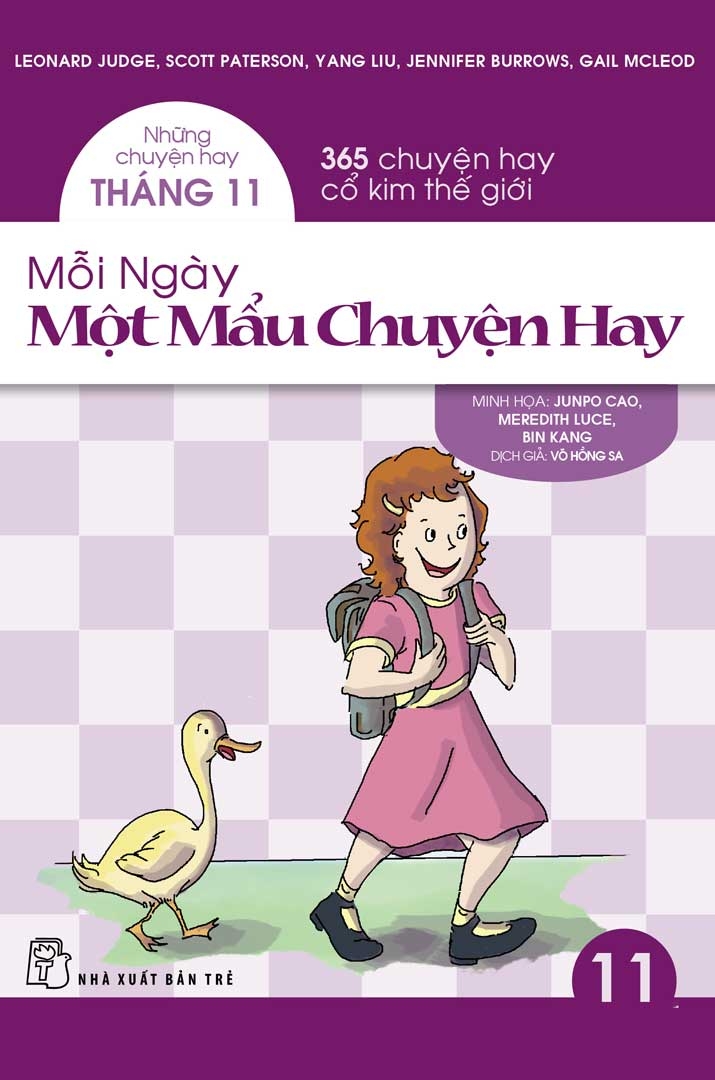 LEONARD JUDGE, SCOTT PATERSON, YANG LIU, JENNIFER BURROWS, GAIL MCLEOD
Những
chuyện hay
THÁNG 11
365 chuyện hay
cổ kim thế giới
Mỗi Ngày
Một Mẩu Chuyện Hay
MINH HỌA: JUNPO CAO,
MEREDITH LUCE,
BIN KANG
DỊCH GIẢ: VÕ HỒNG SA
T
NHÀ XUẤT BẢN TRẺ
11